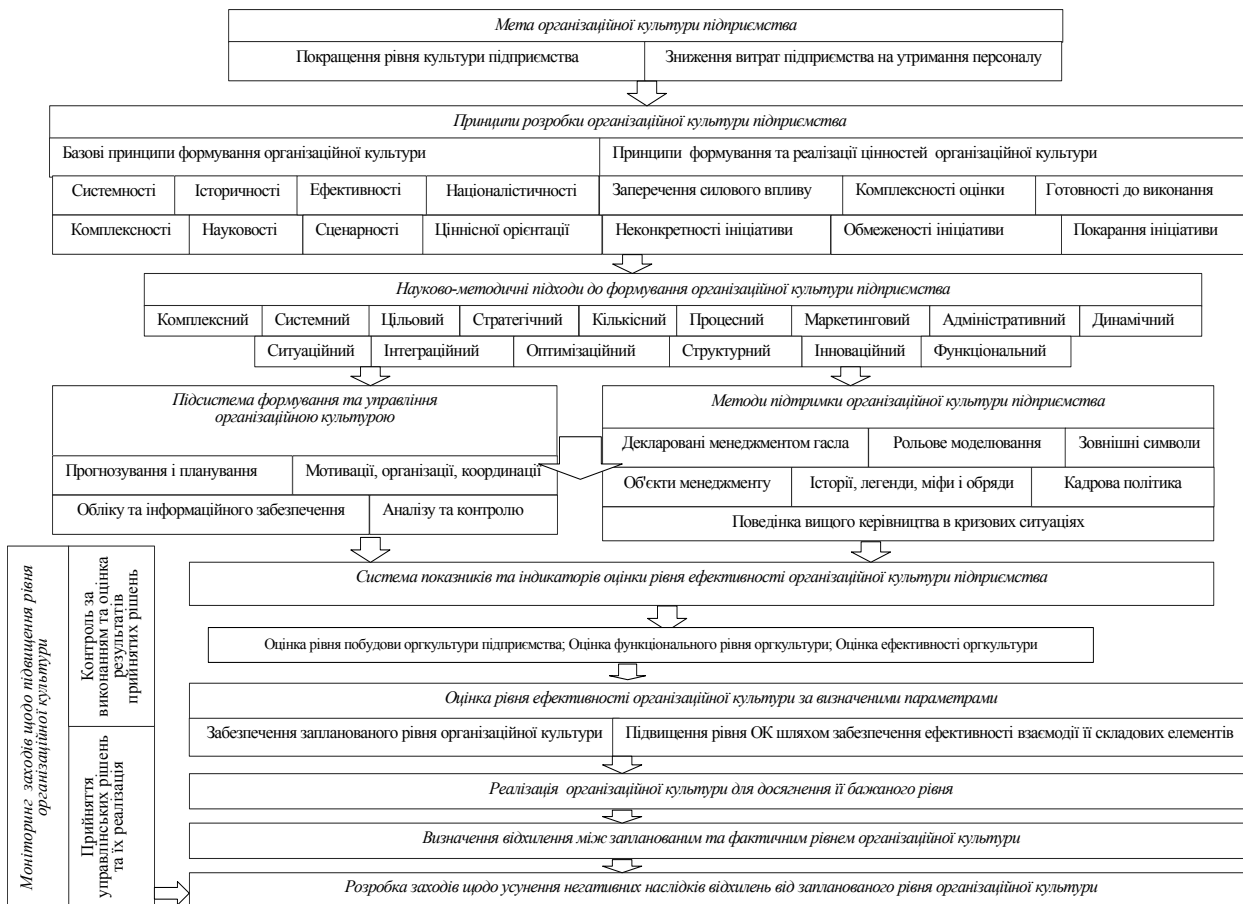 Мета організаційної культури підприємства
Покращення рівня культури підприємства
Зниження витрат підприємства на утримання персоналу
Принципи розробки організаційної культури підприємства
Базові принципи формування організаційної культури
Принципи формування та реалізації цінностей організаційної культури
Системності
Історичності
Ефективності
Націоналістичності
Заперечення силового впливу
Комплексності оцінки
Готовності до виконання
Комплексності
Науковості
Сценарності
Ціннісної орієнтації
Неконкретності ініціативи
Обмеженості ініціативи
Покарання ініціативи
Науково-методичні підходи до формування організаційної культури підприємства
Комплексний
Системний
Цільовий
Стратегічний
Кількісний
Процесний
Маркетинговий
Адміністративний
Динамічний
Ситуаційний
Інтеграційний
Оптимізаційний
Структурний
Інноваційний
Функціональний
Підсистема формування та управління
організаційною культурою
Прогнозування і планування
Мотивації, організації, координації
Обліку та інформаційного забезпечення
Аналізу та контролю
Методи підтримки організаційної культури підприємства
Декларовані менеджментом гасла
Рольове моделювання
Зовнішні символи
Об'єкти менеджменту
Історії, легенди, міфи і обряди
Кадрова політика
Поведінка вищого керівництва в кризових ситуаціях
Моніторинг заходів щодо підвищення рівня
організаційної культури
Контроль за
виконанням та оцінка
результатів
прийнятих рішень
Прийняття
управлінських рішень
та їх реалізація
Система показників та індикаторів оцінки рівня ефективності організаційної культури підприємства
Оцінка рівня побудови оргкультури підприємства; Оцінка функціонального рівня оргкультури; Оцінка ефективності оргкультури
Оцінка рівня ефективності організаційної культури за визначеними параметрами
Забезпечення запланованого рівня організаційної культури
Підвищення рівня ОК шляхом забезпечення ефективності взаємодії її складових елементів
Реалізація організаційної культури для досягнення її бажаного рівня
Визначення відхилення між запланованим та фактичним рівнем організаційної культури
Розробка заходів щодо усунення негативних наслідків відхилень від запланованого рівня організаційної культури